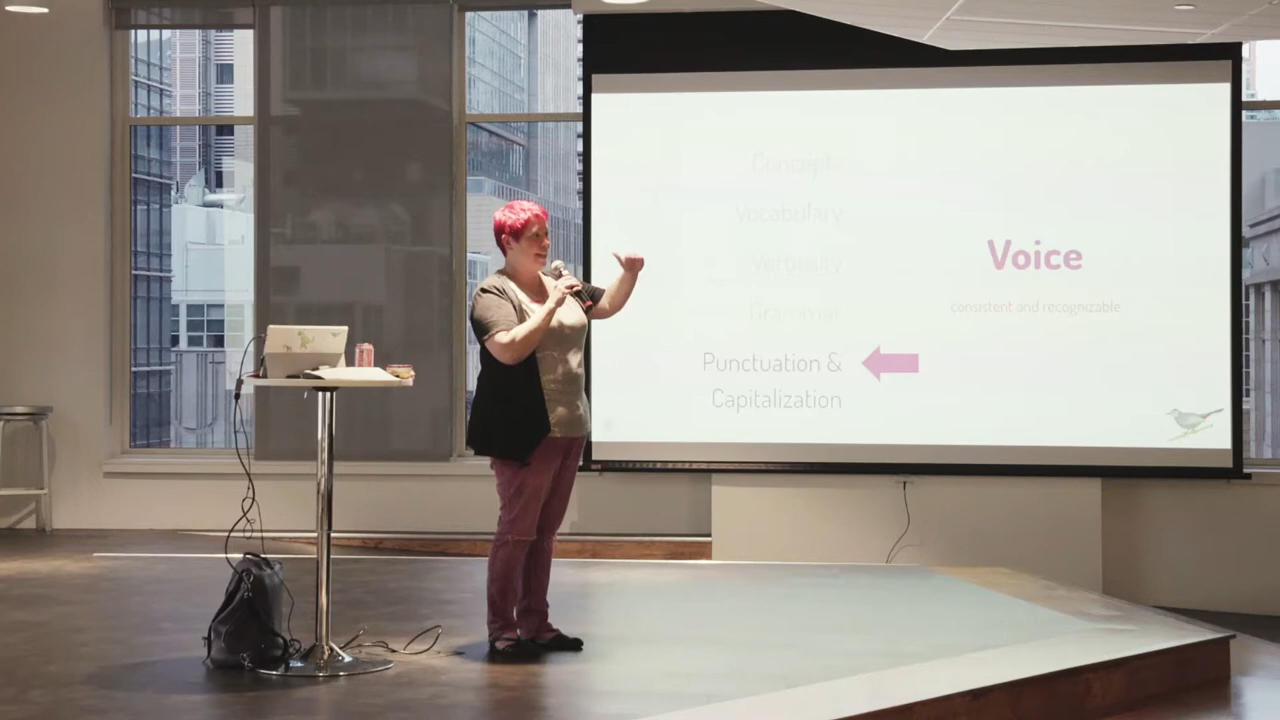 Concept
Vocabulary
Verbosity
Grammar
Punctuation &
Capitalization
Voice
consistent and recognizable